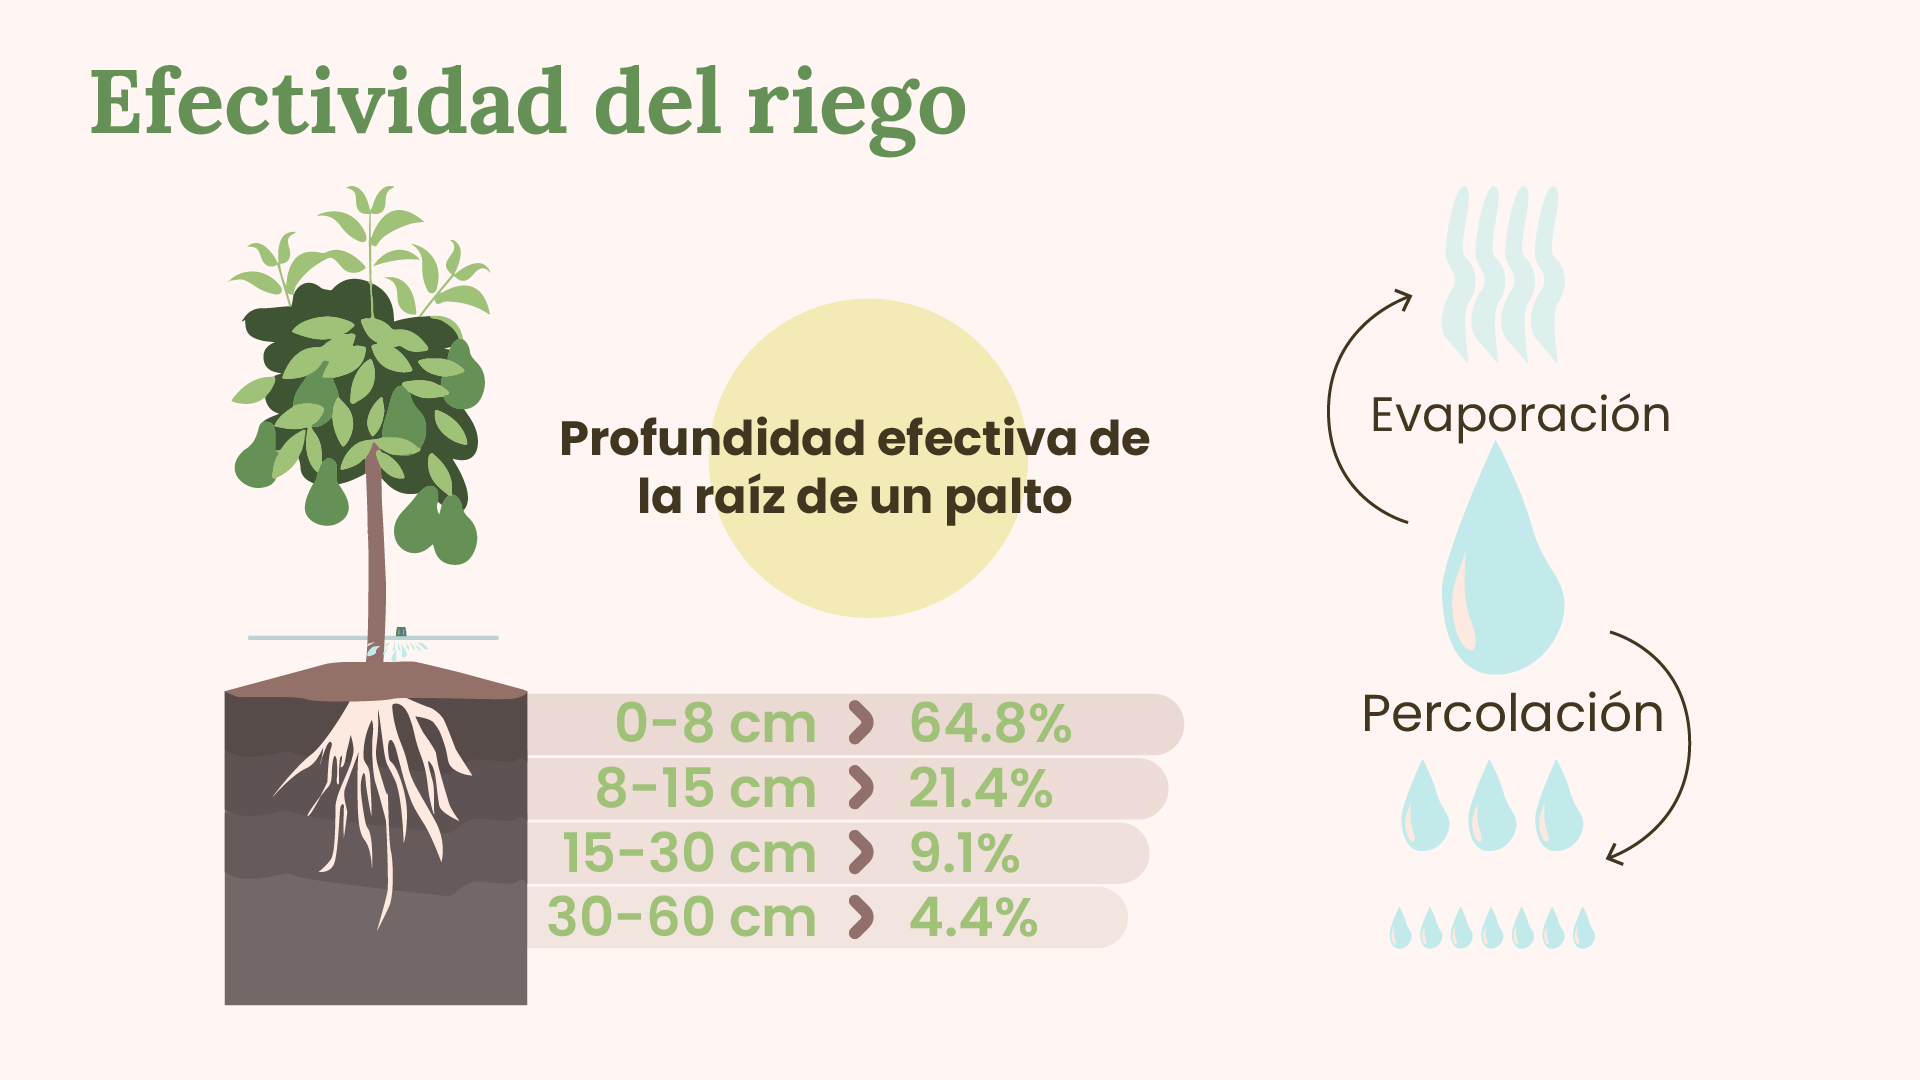 Efectividad del riego
Profundidad efectiva de
la raíz de un palto
0-8 cm 64.8%
8-15 cm 21.4%
15-30 cm 9.1%
30-60 cm 4.4%
Evaporación
Percolación